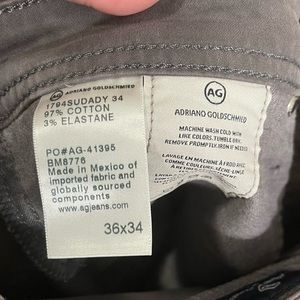 ADRIANO GOLDSCHMIED
1794SUDADY 34
97% COTTON
3% ELASTANE
PO#AG-41395
BM8776
Made in Mexico of
imported fabric and
globally sourced
components
www.agjeans.com
36x34
AG
ADRIANO GOLDSCHMIED
MACHINE WASH COLD WITH
LIKE COLORS. TUMBLE DRY.
REMOVE PROMPTLY. IRON IF NEEDED
LAVAGE EN MACHINE À FROID AVEC
COMME COULEURS. SÈCHE-LINGE